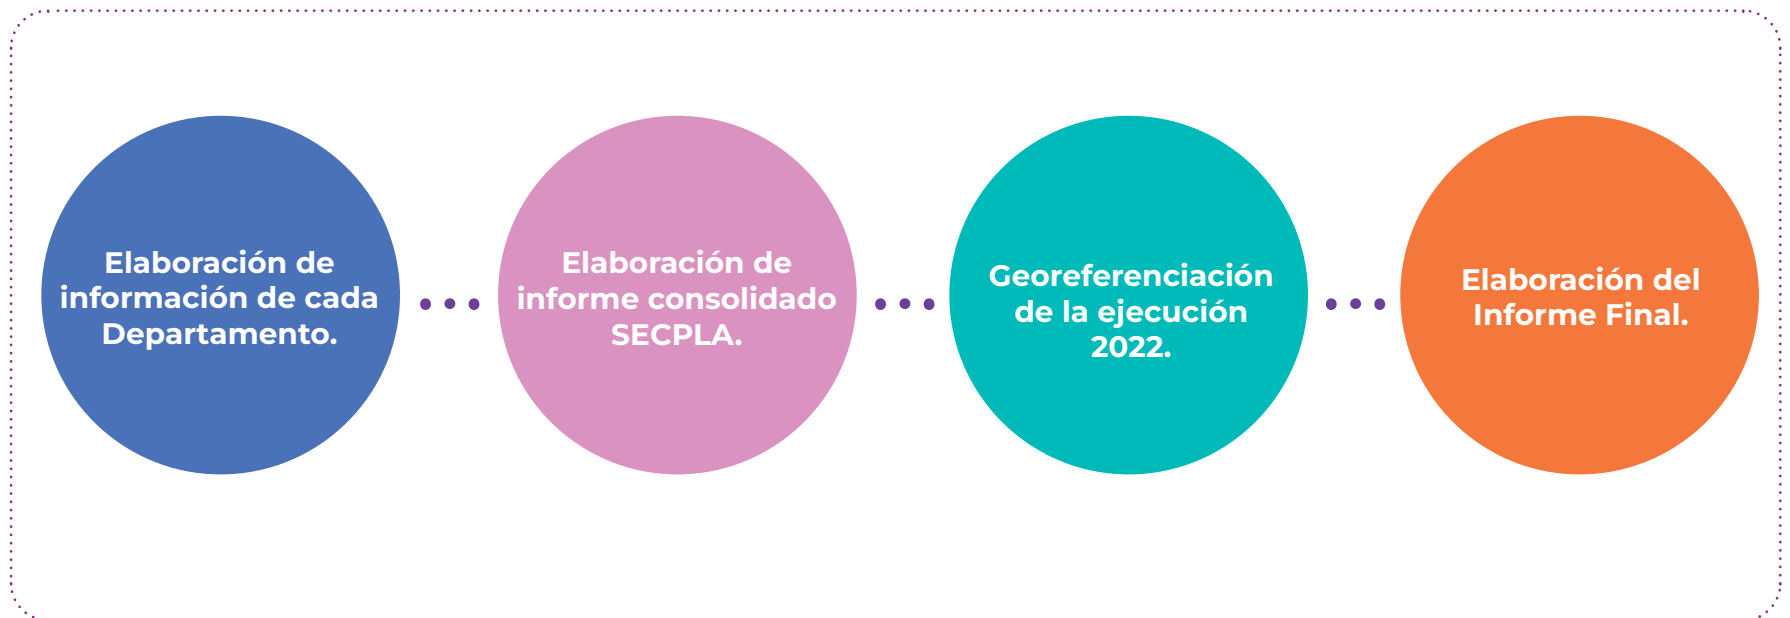 Elaboración de
información de cada
Departamento.
Elaboración de
informe consolidado
SECPLA.
Georeferenciación
de la ejecución
2022.
Elaboración del
Informe Final.